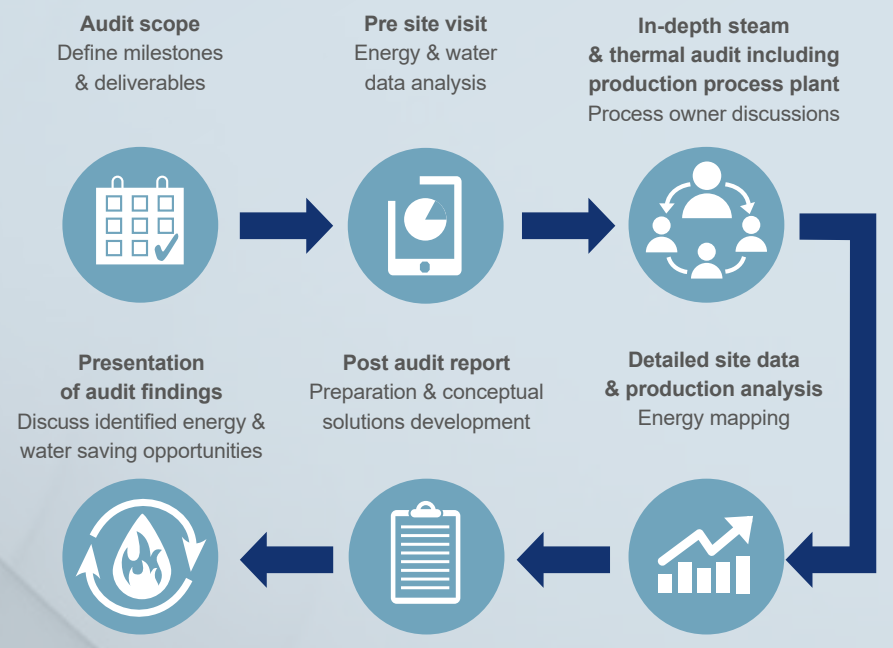 Audit scope
Define milestones
& deliverables
Pre site visit
Energy & water
data analysis
In-depth steam
& thermal audit including
production process plant
Process owner discussions
Presentation
of audit findings
Discuss identified energy &
water saving opportunities
Post audit report
Preparation & conceptual
solutions development
Detailed site data
& production analysis
Energy mapping